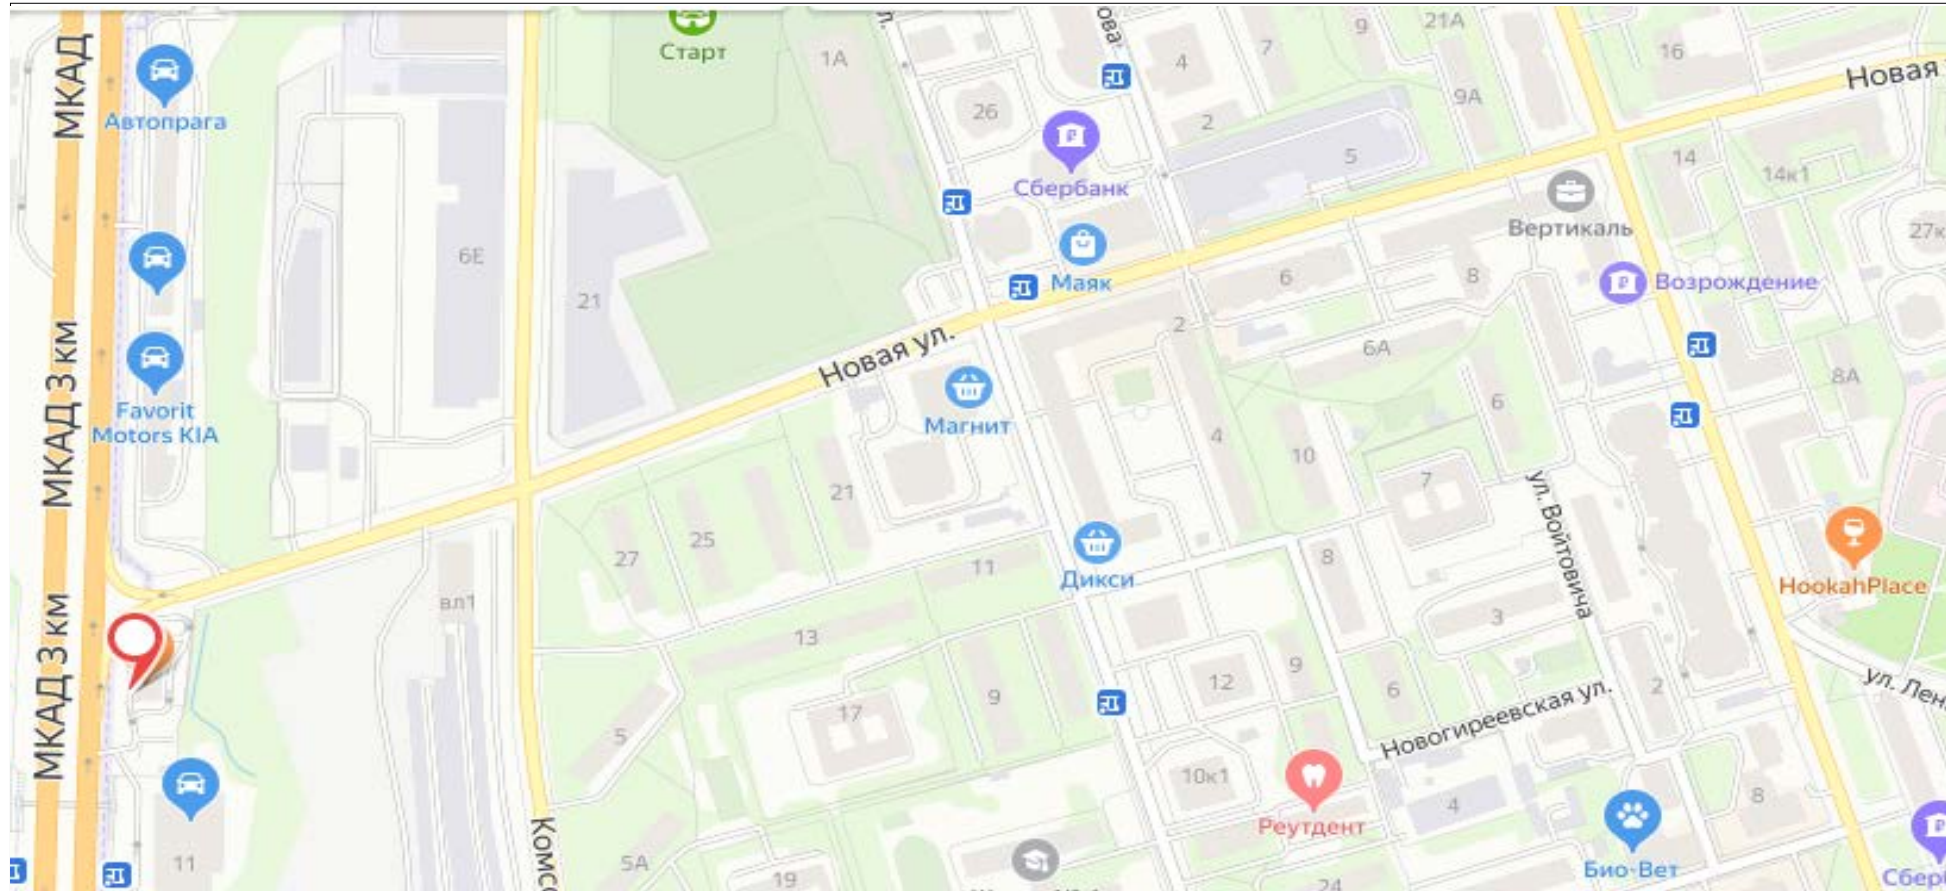 МКАД
Автопрага
Старт
1А
26
4
7
9
21А
16
Новая
9А
2
5
14
14к1
Сбербанк
Вертикаль
6Е
21
Маяк
6
8
Возрождение
МКАД 3 км
Favorit
Motors KIA
Новая ул.
2
6А
8А
Магнит
6
4
10
7
21
25
27
11
Дикси
8
ул. Войтовича
HookahPlace
МКАД 3 км
вл1
13
3
12
9
6
2
9
17
5
Новогиреевская ул.
10к1
4
8
Реутдент
Био-Вет
11
5А
19
24